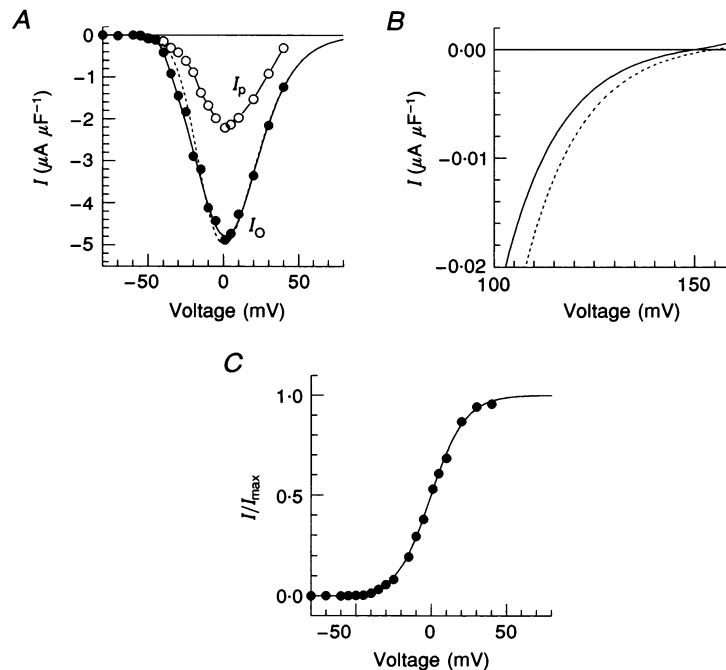 A
0
−1
−2
−3
−4
−5
I (μA μF⁻¹)
Iₚ
I_O
−50
0
50
Voltage (mV)
B
0·00
−0·01
−0·02
I (μA μF⁻¹)
100
150
Voltage (mV)
C
1·0
0·5
0·0
I/Iₘₐₓ
−50
0
50
Voltage (mV)